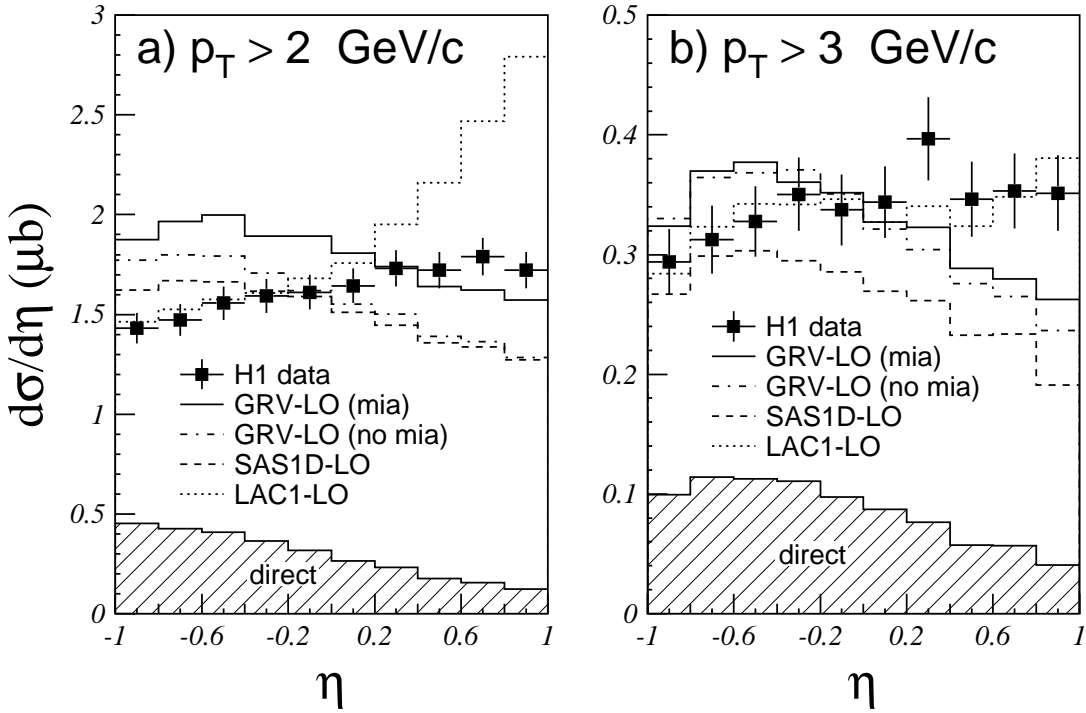 a) pT > 2 GeV/c
dσ/dη (μb)
3
2.5
2
1.5
1
0.5
0
H1 data
GRV-LO (mia)
GRV-LO (no mia)
SAS1D-LO
LAC1-LO
direct
-1
-0.6
-0.2
0.2
0.6
1
η
b) pT > 3 GeV/c
0.5
0.4
0.3
0.2
0.1
0
H1 data
GRV-LO (mia)
GRV-LO (no mia)
SAS1D-LO
LAC1-LO
direct
-1
-0.6
-0.2
0.2
0.6
1
η